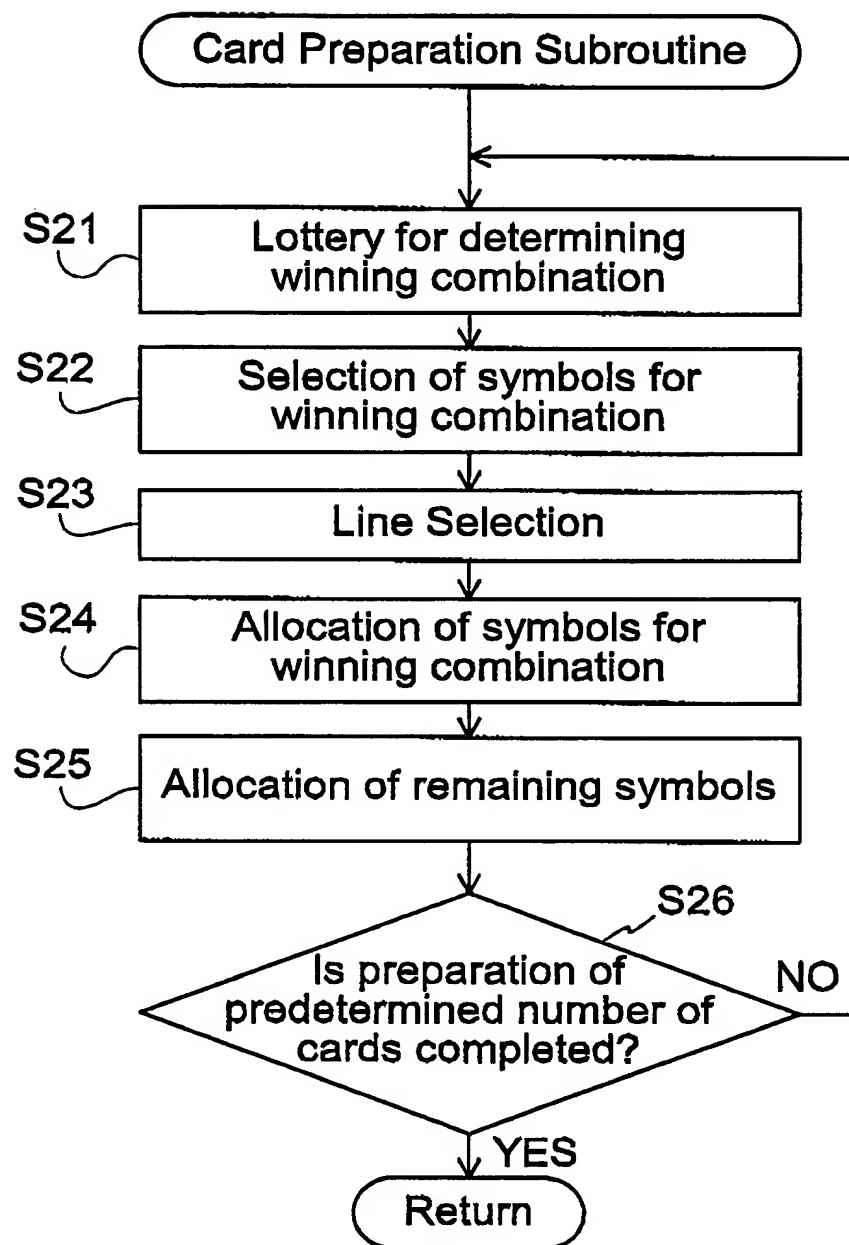 Card Preparation Subroutine
S21
Lottery for determining
winning combination
S22
Selection of symbols for
winning combination
S23
Line Selection
S24
Allocation of symbols for
winning combination
S25
Allocation of remaining symbols
S26
Is preparation of
predetermined number of
cards completed?
NO
YES
Return